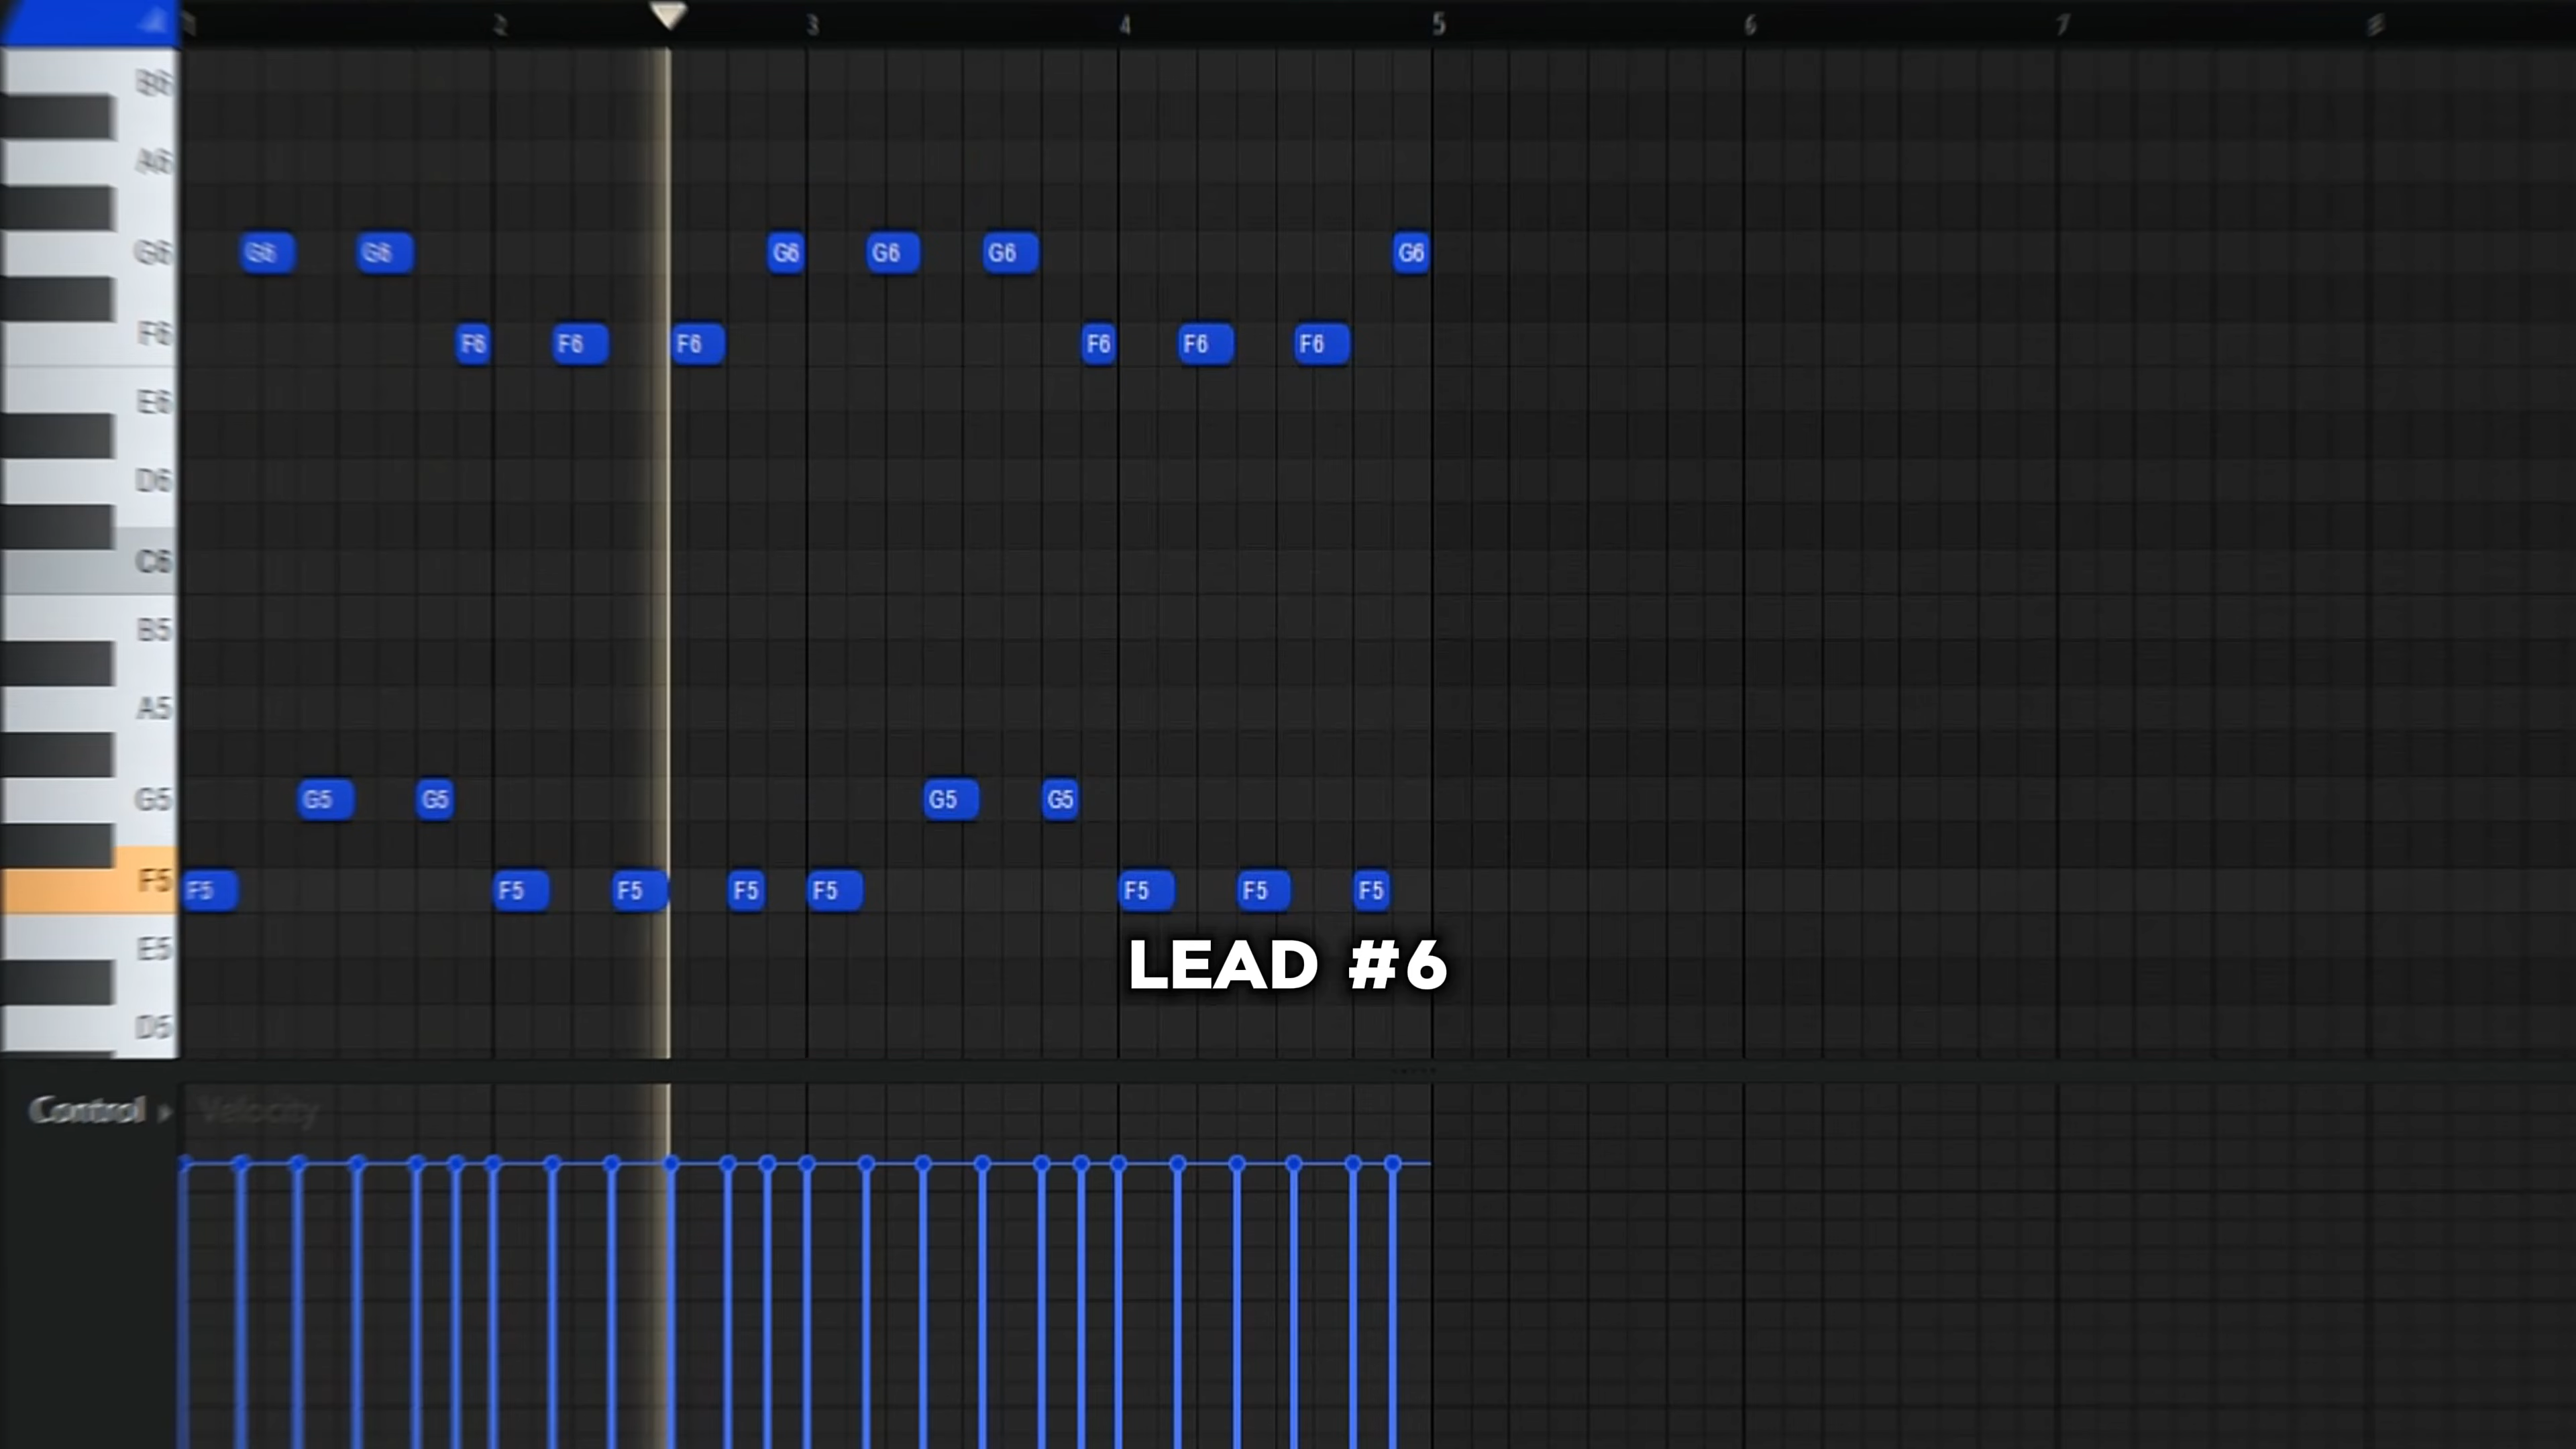 2 3 4 5 6 7 8
B6
A6
G6
F6
E6
D6
C6
B5
A5
G5
F5
E5
D5
G6 G6 G6 G6 G6 G6
F6 F6 F6 F6 F6 F6
G5 G5 G5 G5
F5 F5 F5 F5 F5 F5 F5 F5
LEAD #6
Control
Velocity